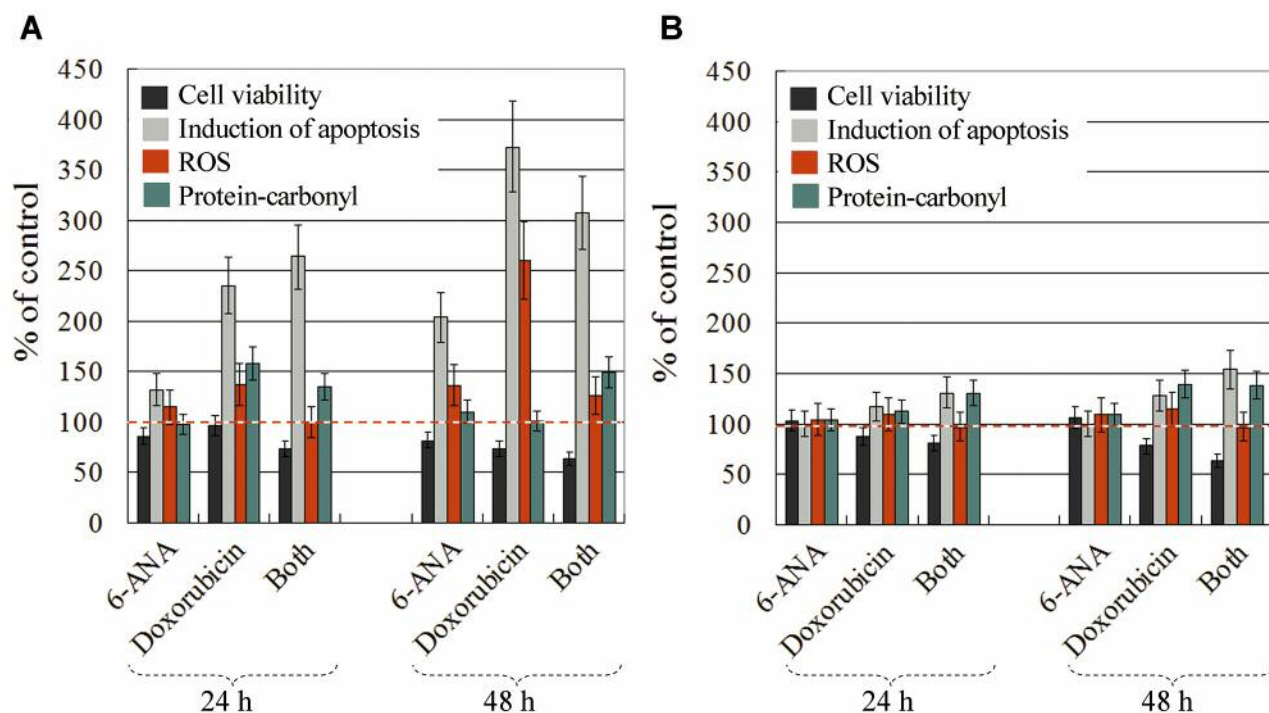 A
% of control
450
400
350
300
250
200
150
100
50
0
Cell viability
Induction of apoptosis
ROS
Protein-carbonyl
6-ANA
Doxorubicin
Both
6-ANA
Doxorubicin
Both
24 h
48 h
B
% of control
450
400
350
300
250
200
150
100
50
0
Cell viability
Induction of apoptosis
ROS
Protein-carbonyl
6-ANA
Doxorubicin
Both
6-ANA
Doxorubicin
Both
24 h
48 h